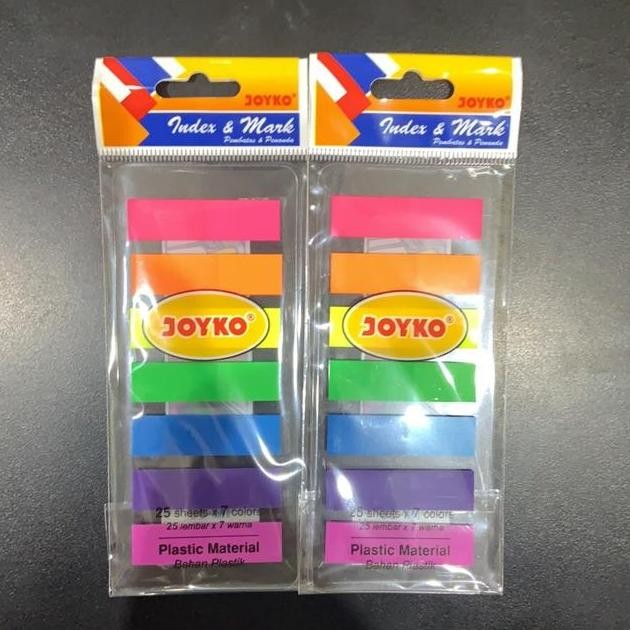 JOYKO®
Index & Mark
Pembatas & Penanda
JOYKO®
25 sheets x 7 colors
25 lembar x 7 warna
Plastic Material
Bahan Plastik
JOYKO®
Index & Mark
Pembatas & Penanda
JOYKO®
25 sheets x 7 colors
25 lembar x 7 warna
Plastic Material
Bahan Plastik